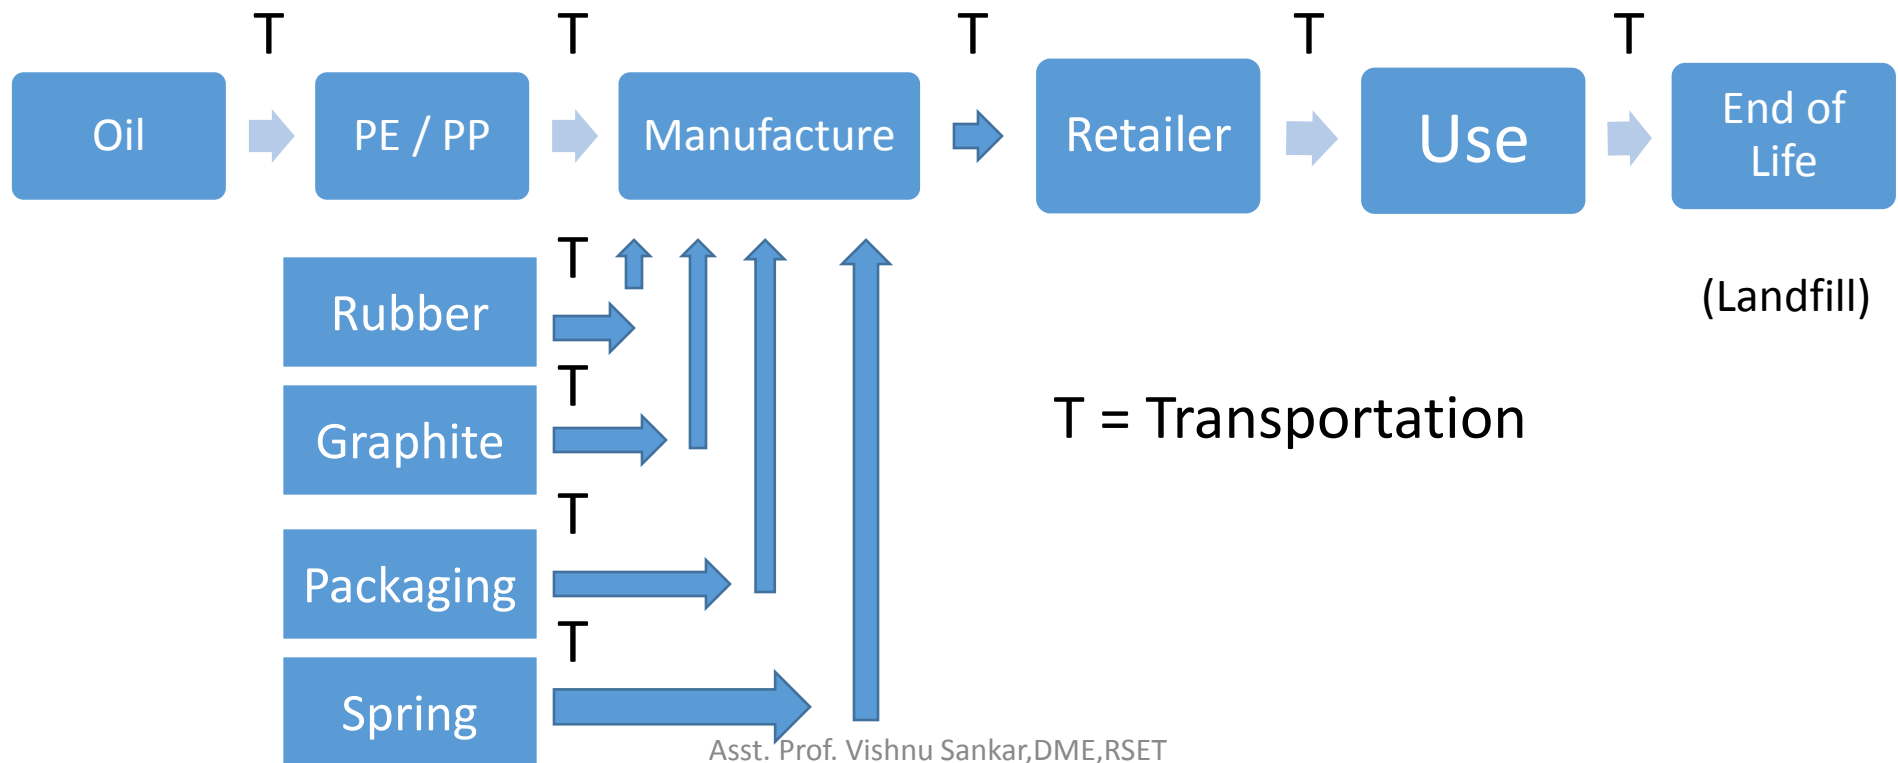 T T T T T
Oil PE / PP Manufacture Retailer Use End of
Life
T
Rubber
(Landfill)
T
Graphite
T = Transportation
T
Packaging
T
Spring
Asst. Prof. Vishnu Sankar,DME,RSET